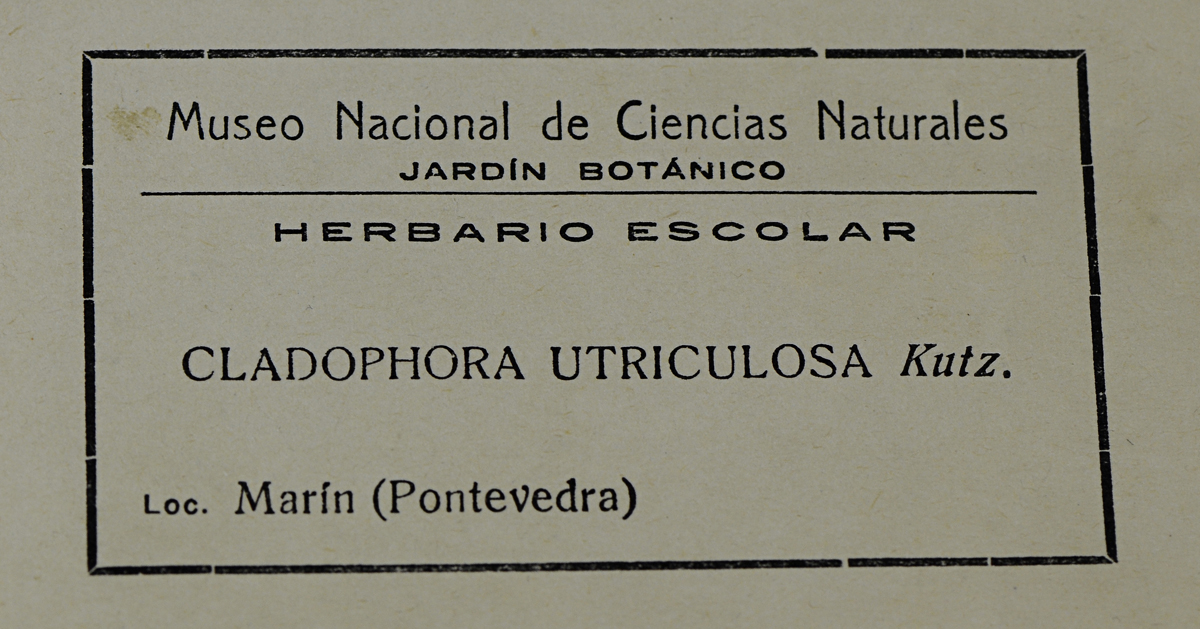 Museo Nacional de Ciencias Naturales
JARDÍN BOTÁNICO
HERBARIO ESCOLAR
CLADOPHORA UTRICULOSA Kutz.
Loc. Marín (Pontevedra)